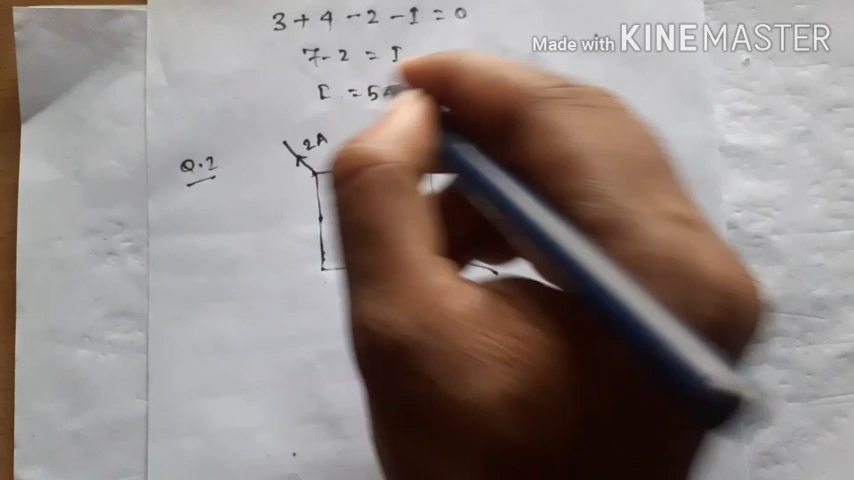 3 + 4 - 2 - I = 0
Made with KINEMASTER
7 - 2 = I
I = 5A
2A
Q.2